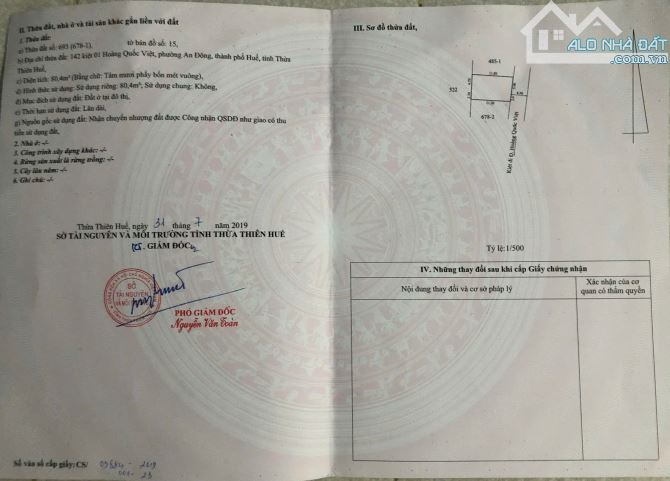 II. Thửa đất, nhà ở và tài sản khác gắn liền với đất
1. Thửa đất:
a) Thửa đất số: 693 (678-1), tờ bản đồ số: 15,
b) Địa chỉ thửa đất: 142 kiệt 01 Hoàng Quốc Việt, phường An Đông, thành phố Huế, tỉnh Thừa
Thiên Huế,
c) Diện tích: 80,4m² (Bằng chữ: Tám mươi phẩy bốn mét vuông),
d) Hình thức sử dụng: Sử dụng riêng: 80,4m²; Sử dụng chung: Không,
đ) Mục đích sử dụng đất: Đất ở tại đô thị,
e) Thời hạn sử dụng đất: Lâu dài,
g) Nguồn gốc sử dụng đất: Nhận chuyển nhượng đất được Công nhận QSDĐ như giao có thu
tiền sử dụng đất,
2. Nhà ở: -/-
3. Công trình xây dựng khác: -/-
4. Rừng sản xuất là rừng trồng: -/-
5. Cây lâu năm: -/-
6. Ghi chú: -/-
Thừa Thiên Huế, ngày 31 tháng 7 năm 2019
SỞ TÀI NGUYÊN VÀ MÔI TRƯỜNG TỈNH THỪA THIÊN HUẾ
KT. GIÁM ĐỐC
SỞ
TÀI NGUYÊN
PHÓ GIÁM ĐỐC
Nguyễn Văn Toàn
Số vào sổ cấp giấy: CS/
III. Sơ đồ thửa đất,
485-1
522
678-2
Kiệt đi Đ. Hoàng Quốc Việt
Tỷ lệ: 1/500
IV. Những thay đổi sau khi cấp Giấy chứng nhận
Nội dung thay đổi và cơ sở pháp lý
Xác nhận của cơ
quan có thẩm quyền
ALO NHÀ ĐẤT
.com.vn